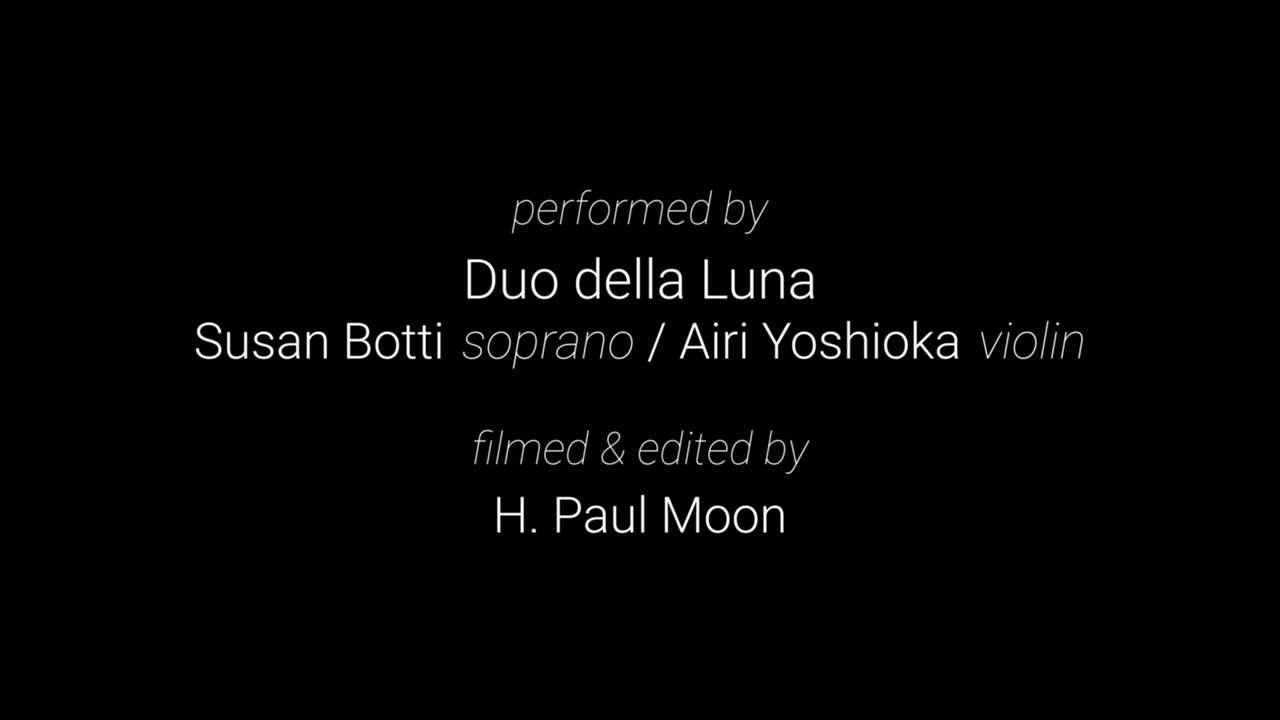 performed by
Duo della Luna
Susan Botti soprano / Airi Yoshioka violin
filmed & edited by
H. Paul Moon